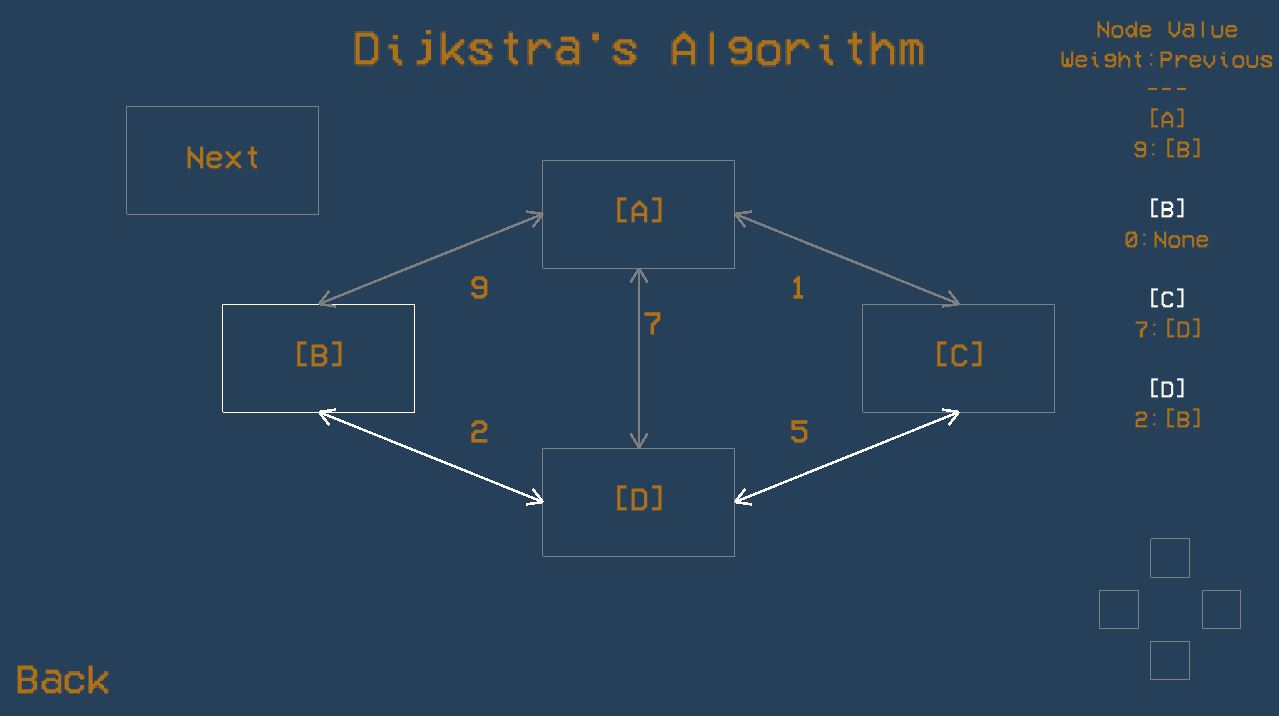 Dijkstra's Algorithm
Node Value
Weight:Previous
---
[A]
9:[B]
[B]
0:None
[C]
7:[D]
[D]
2:[B]
Next
[A]
9
1
7
[B]
[C]
2
5
[D]
Back